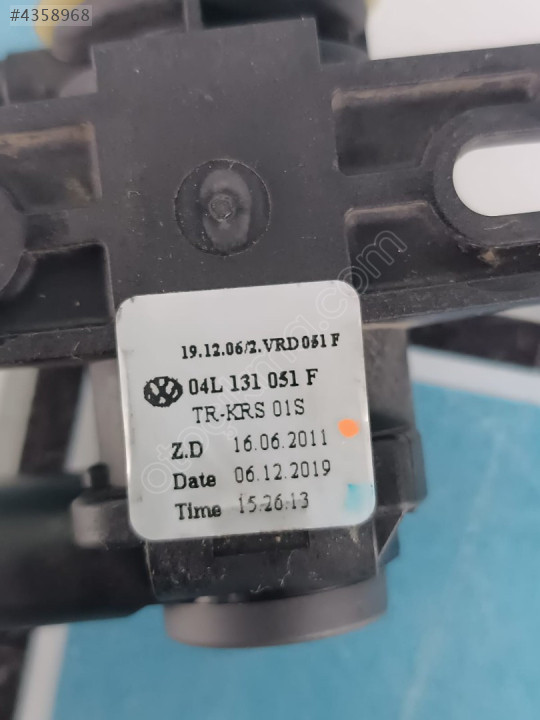 #4358968
19.12.06/2.VRD 051 F
04L 131 051 F
TR-KRS 01S
Z.D 16.06.2011
Date 06.12.2019
Time 15.26.13